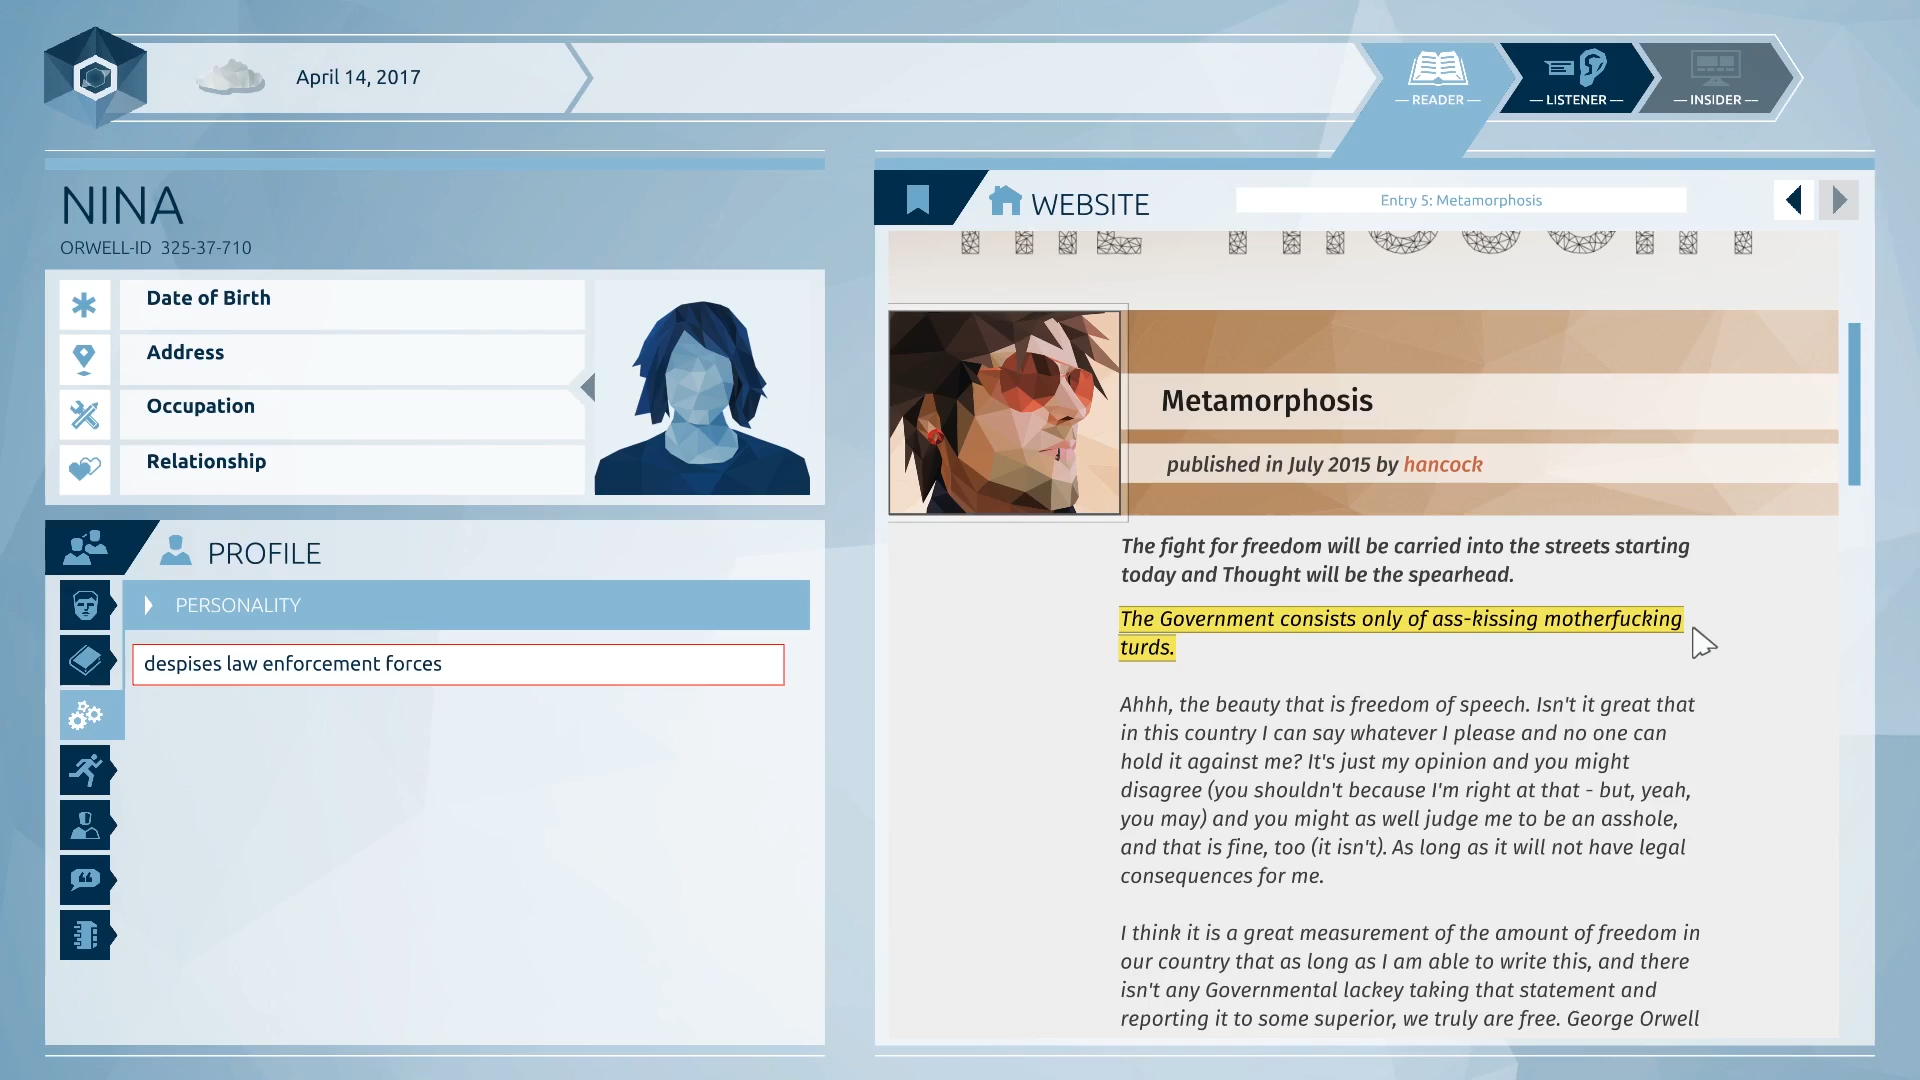 April 14, 2017
READER
LISTENER
INSIDER
NINA
ORWELL-ID 325-37-710
Date of Birth
Address
Occupation
Relationship
PROFILE
PERSONALITY
despises law enforcement forces
WEBSITE
Entry 5: Metamorphosis
THE THOUGHT
Metamorphosis
published in July 2015 by hancock
The fight for freedom will be carried into the streets starting
today and Thought will be the spearhead.
The Government consists only of ass-kissing motherfucking
turds.
Ahhh, the beauty that is freedom of speech. Isn't it great that
in this country I can say whatever I please and no one can
hold it against me? It's just my opinion and you might
disagree (you shouldn't because I'm right at that - but, yeah,
you may) and you might as well judge me to be an asshole,
and that is fine, too (it isn't). As long as it will not have legal
consequences for me.
I think it is a great measurement of the amount of freedom in
our country that as long as I am able to write this, and there
isn't any Governmental lackey taking that statement and
reporting it to some superior, we truly are free. George Orwell